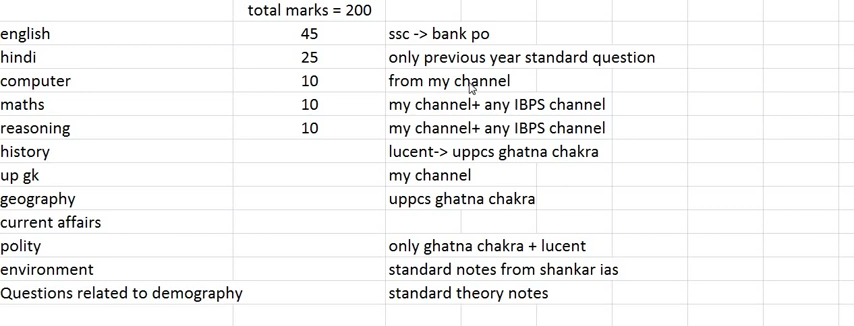 total marks = 200
english 45 ssc -> bank po
hindi 25 only previous year standard question
computer 10 from my channel
maths 10 my channel+ any IBPS channel
reasoning 10 my channel+ any IBPS channel
history lucent-> uppcs ghatna chakra
up gk my channel
geography uppcs ghatna chakra
current affairs
polity only ghatna chakra + lucent
environment standard notes from shankar ias
Questions related to demography standard theory notes